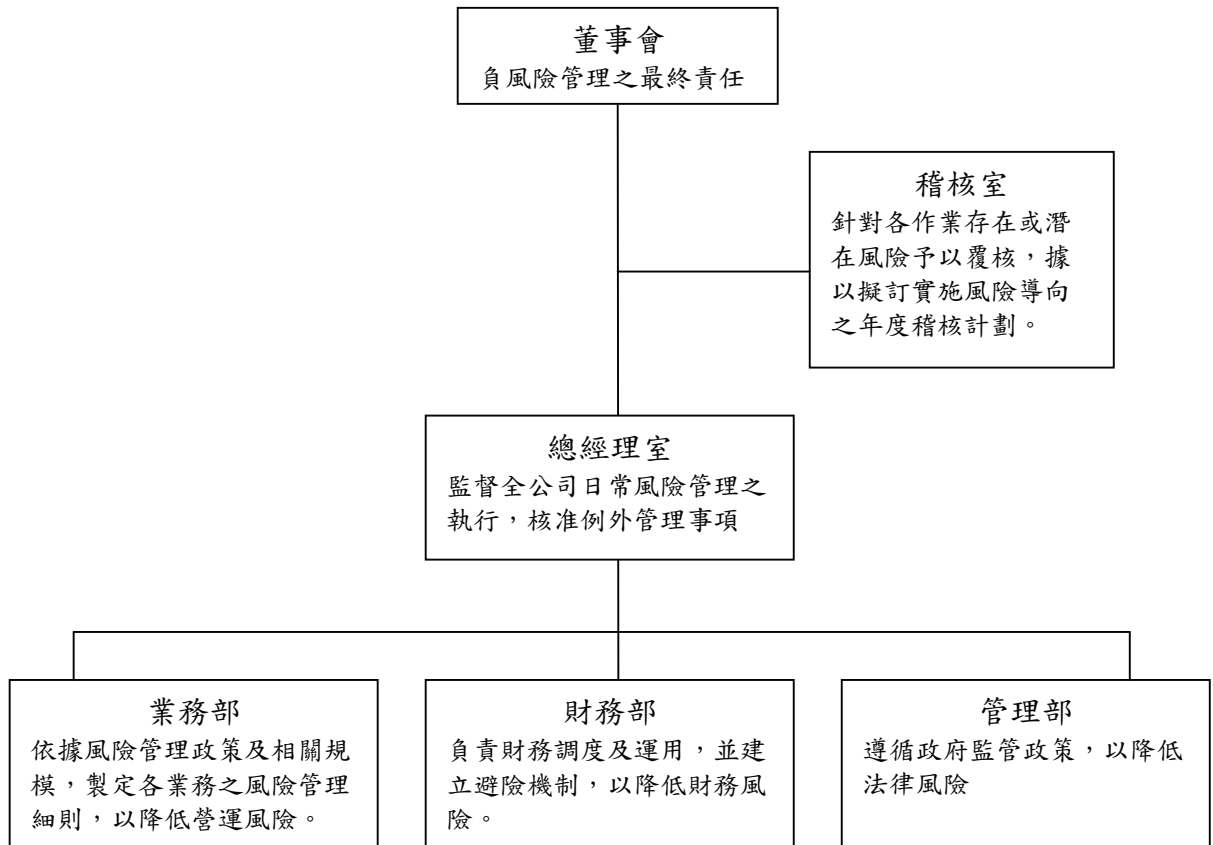 董事會
負風險管理之最終責任
稽核室
針對各作業存在或潛
在風險予以覆核，據
以擬訂實施風險導向
之年度稽核計劃。
總經理室
監督全公司日常風險管理之
執行，核准例外管理事項
業務部
依據風險管理政策及相關規
模，製定各業務之風險管理
細則，以降低營運風險。
財務部
負責財務調度及運用，並建
立避險機制，以降低財務風
險。
管理部
遵循政府監管政策，以降低
法律風險